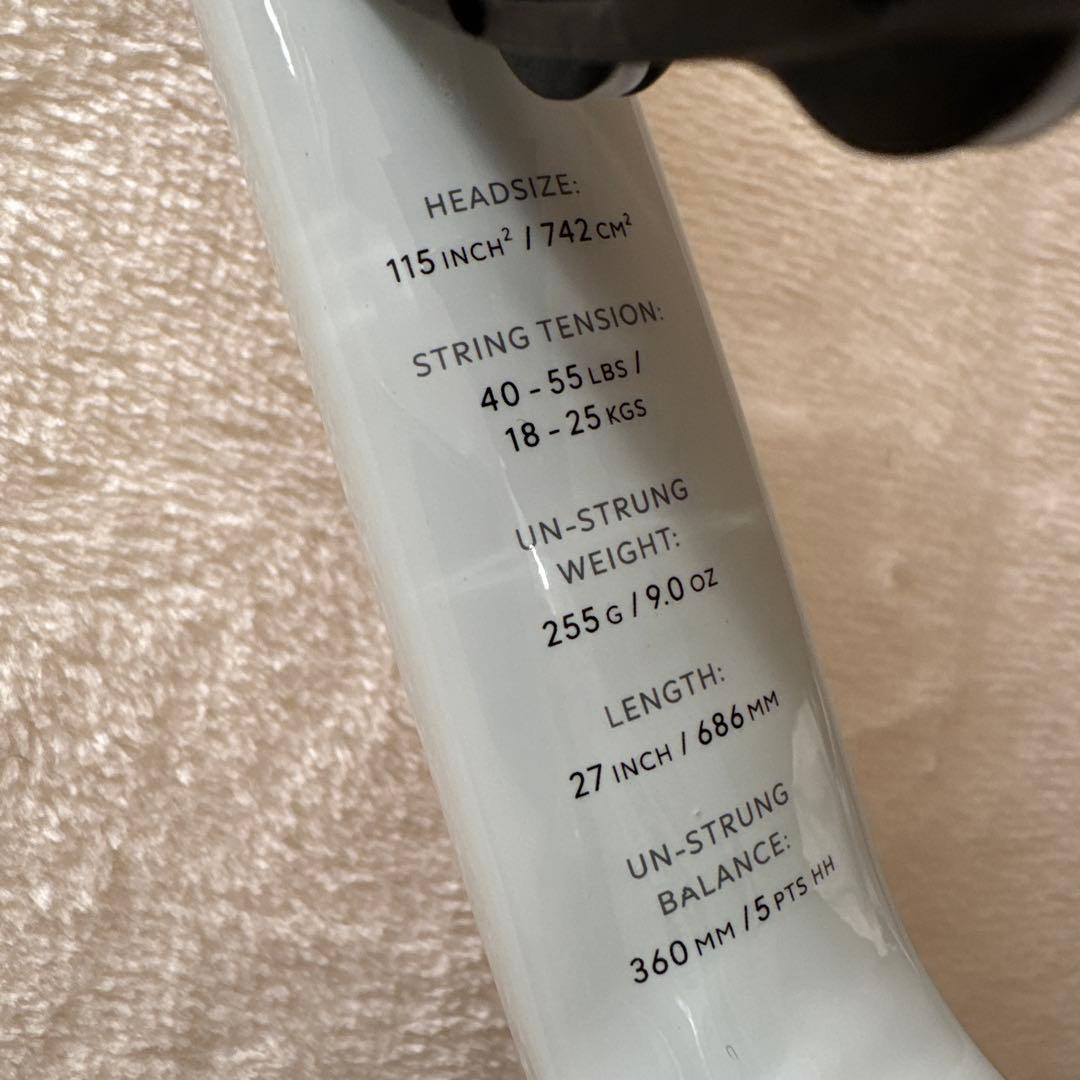 HEADSIZE:
115 INCH² / 742 CM²
STRING TENSION:
40 - 55 LBS /
18 - 25 KGS
UN-STRUNG
WEIGHT:
255 G / 9.0 OZ
LENGTH:
27 INCH / 686 MM
UN-STRUNG
BALANCE:
360 MM / 5 PTS HH